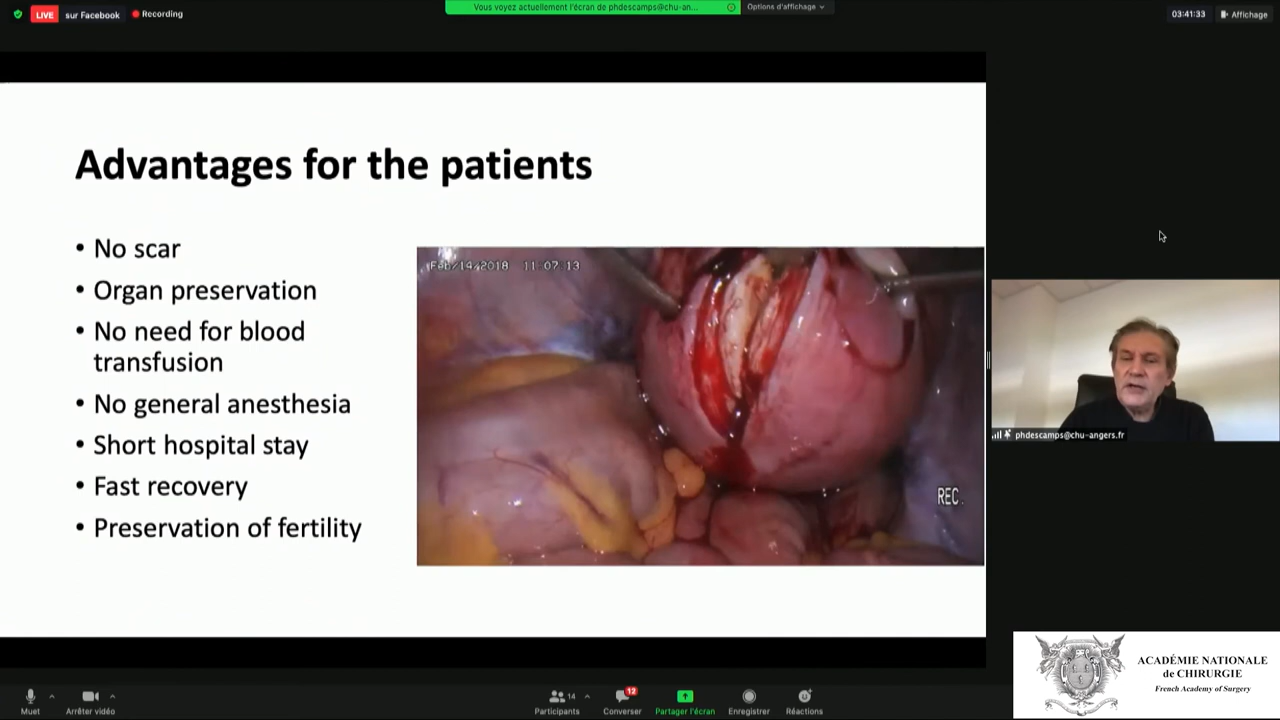 LIVE sur Facebook Recording
Vous voyez actuellement l'écran de phdescamps@chu-an...
Options d'affichage
03:41:33
Affichage
Advantages for the patients
• No scar
• Organ preservation
• No need for blood
transfusion
• No general anesthesia
• Short hospital stay
• Fast recovery
• Preservation of fertility
Feb/14/2018 11:07:13
REC
phdescamps@chu-angers.fr
ACADÉMIE NATIONALE
de CHIRURGIE
French Academy of Surgery
Muet
Arrêter vidéo
14
Participants
12
Converser
Partager l'écran
Enregistrer
Réactions